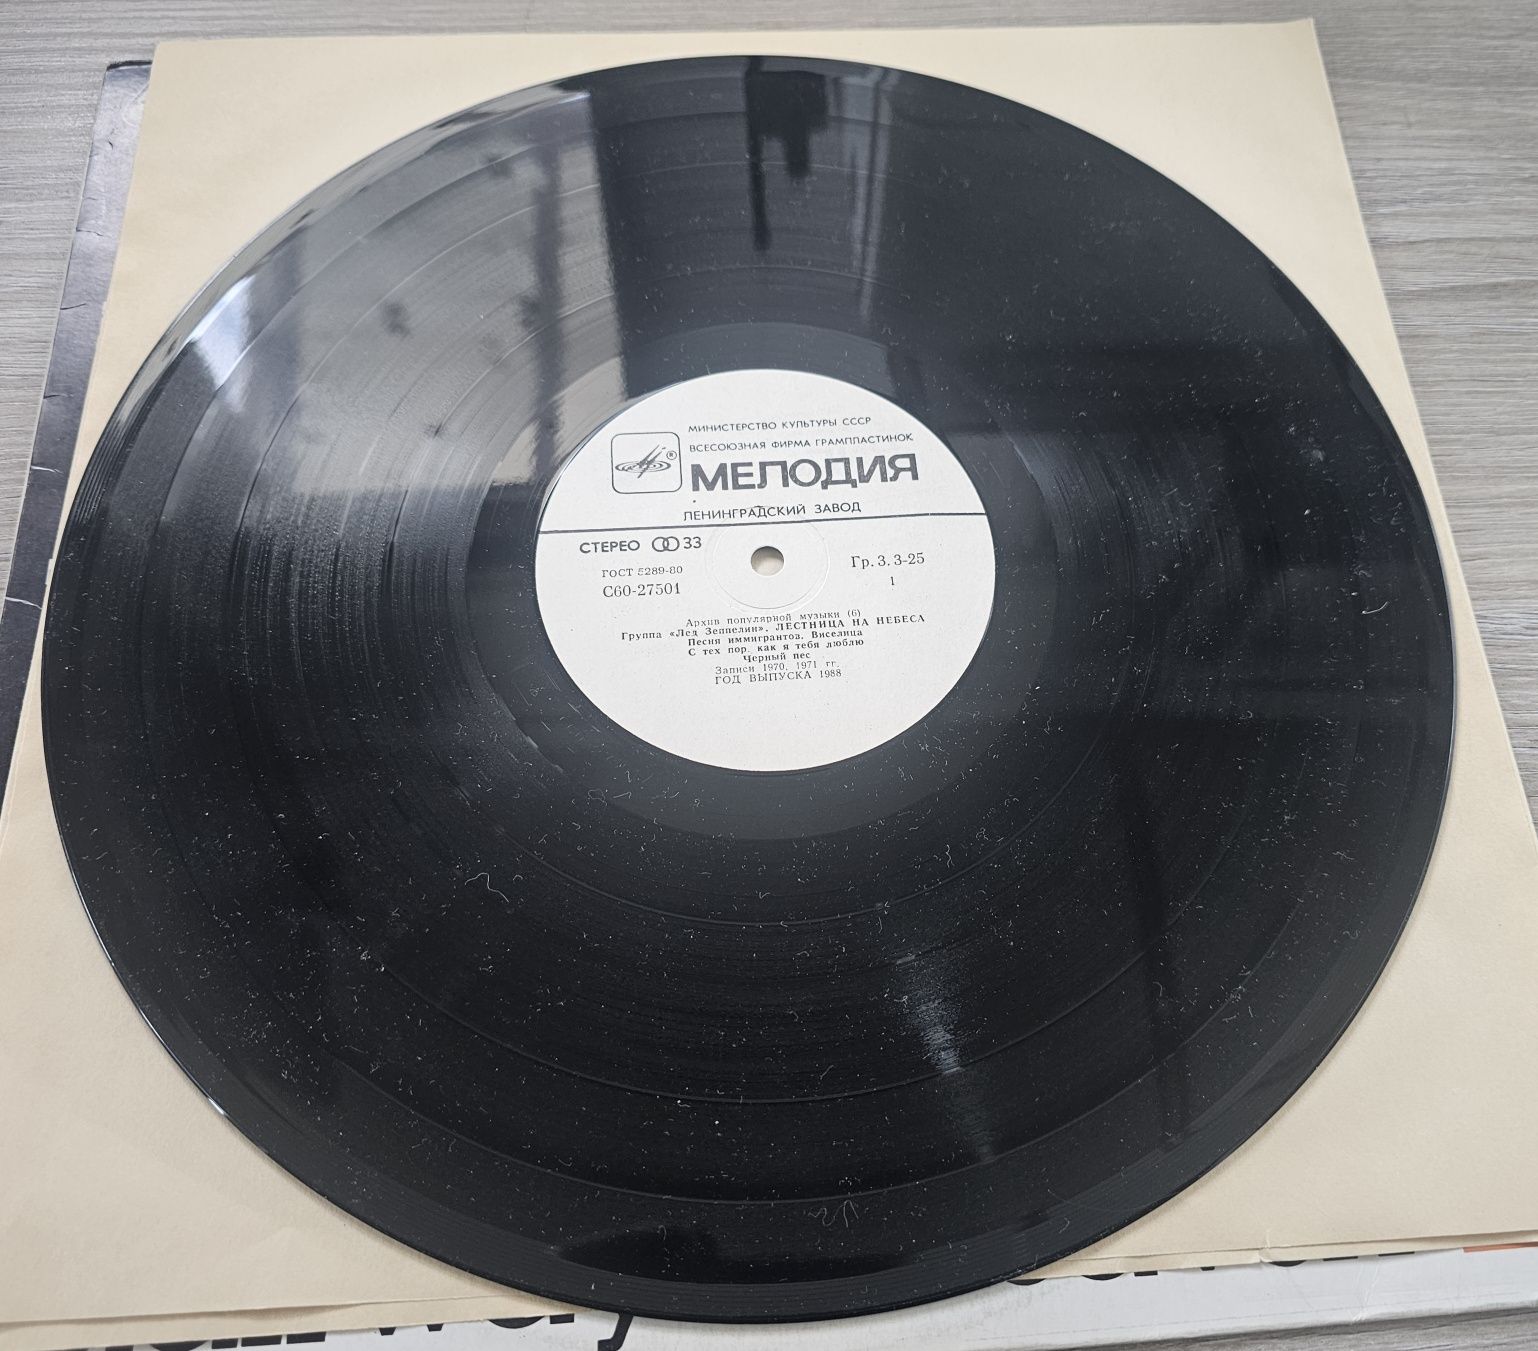 МИНИСТЕРСТВО КУЛЬТУРЫ СССР
ВСЕСОЮЗНАЯ ФИРМА ГРАМПЛАСТИНОК
®
МЕЛОДИЯ
ЛЕНИНГРАДСКИЙ ЗАВОД
СТЕРЕО 33
ГОСТ 5289-80
С60-27501
Гр. 3. 3-25
1
Архив популярной музыки (6)
Группа «Лед Зеппелин». ЛЕСТНИЦА НА НЕБЕСА
Песня иммигрантов. Виселица
С тех пор, как я тебя люблю
Черный пес
Записи 1970, 1971 гг.
ГОД ВЫПУСКА 1988